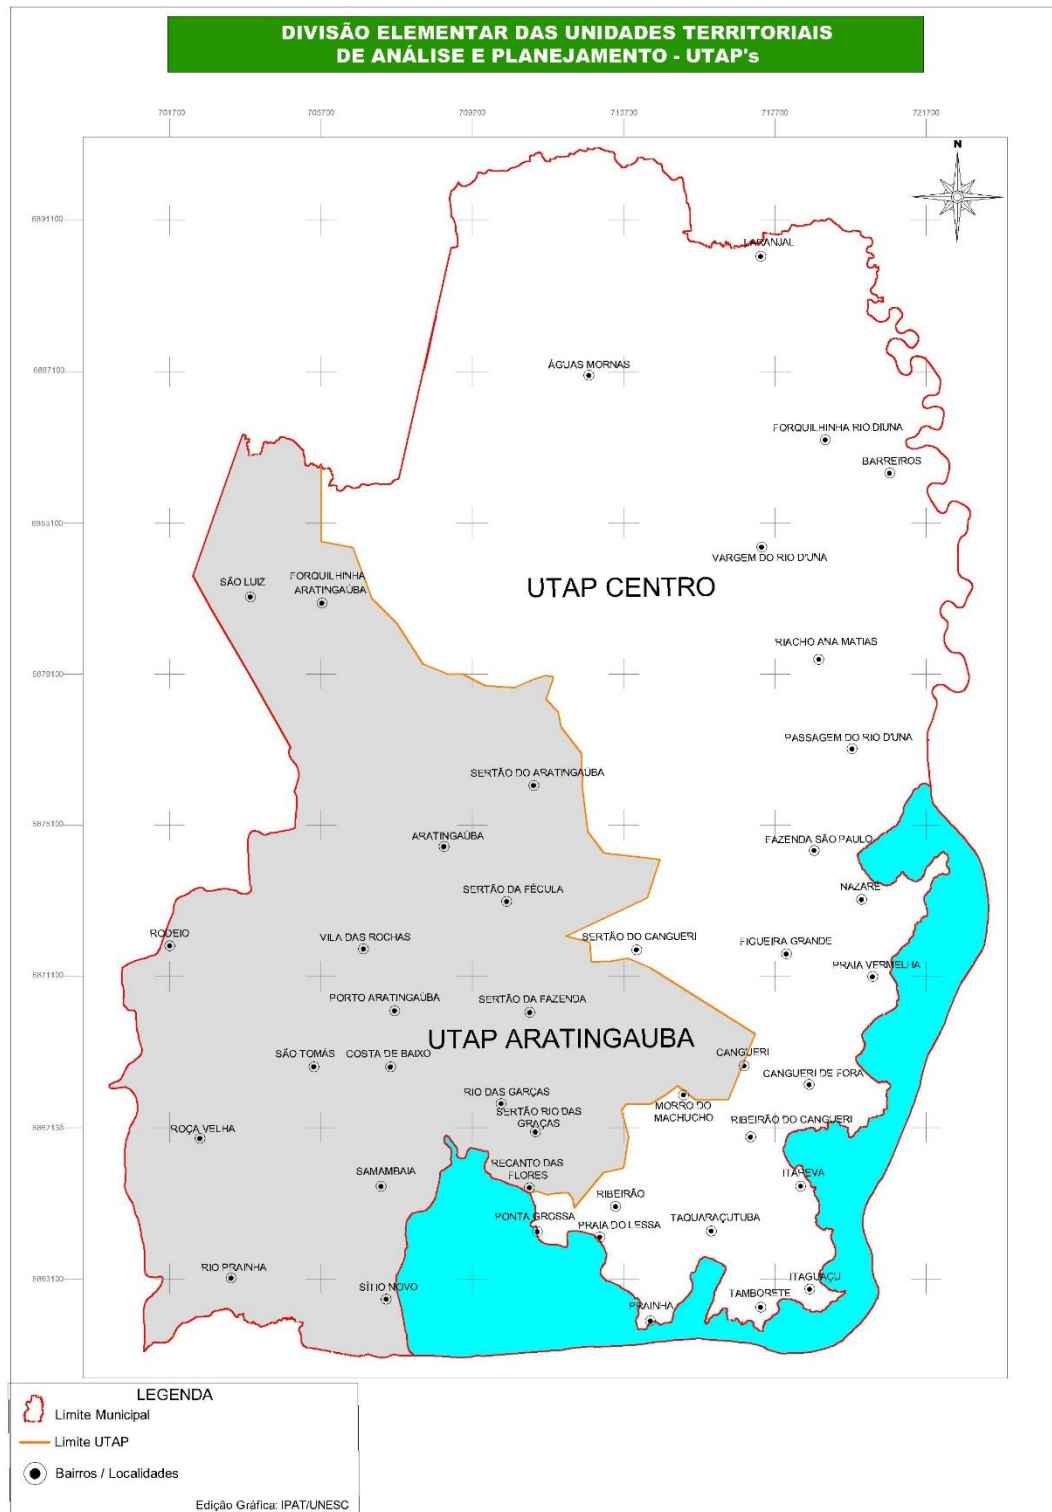 DIVISÃO ELEMENTAR DAS UNIDADES TERRITORIAIS
DE ANÁLISE E PLANEJAMENTO - UTAP's
701700
705700
709700
713700
717700
721700
N
6891100
LARANJAL
6887100
ÁGUAS MORNAS
FORQUILHINHA RIO DIUNA
BARREIROS
VARGEM DO RIO D'UNA
SÃO LUIZ
FORQUILHINHA
ARATINGAÚBA
UTAP CENTRO
RIACHO ANA MATIAS
6879100
PASSAGEM DO RIO D'UNA
SERTÃO DO ARATINGAÚBA
6875100
ARATINGAÚBA
FAZENDA SÃO PAULO
SERTÃO DA FÉCULA
NAZARÉ
RODEIO
VILA DAS ROCHAS
SERTÃO DO CANGUERI
FIGUEIRA GRANDE
6871100
PRAIA VERMELHA
PORTO ARATINGAÚBA
SERTÃO DA FAZENDA
UTAP ARATINGAUBA
SÃO TOMÁS
COSTA DE BAIXO
CANGUERI
CANGUERI DE FORA
RIO DAS GARÇAS
MORRO DO
MACHUCHO
SERTÃO RIO DAS
GRAÇAS
RIBEIRÃO DO CANGUERI
ROÇA VELHA
RECANTO DAS
FLORES
SAMAMBAIA
ITAPEVA
RIBEIRÃO
PONTA GROSSA
PRAIA DO LESSA
TAQUARAÇUTUBA
6863100
RIO PRAINHA
SÍTIO NOVO
ITAGUAÇU
TAMBORETE
PRAINHA
LEGENDA
Limite Municipal
Limite UTAP
Bairros / Localidades
Edição Gráfica: IPAT/UNESC